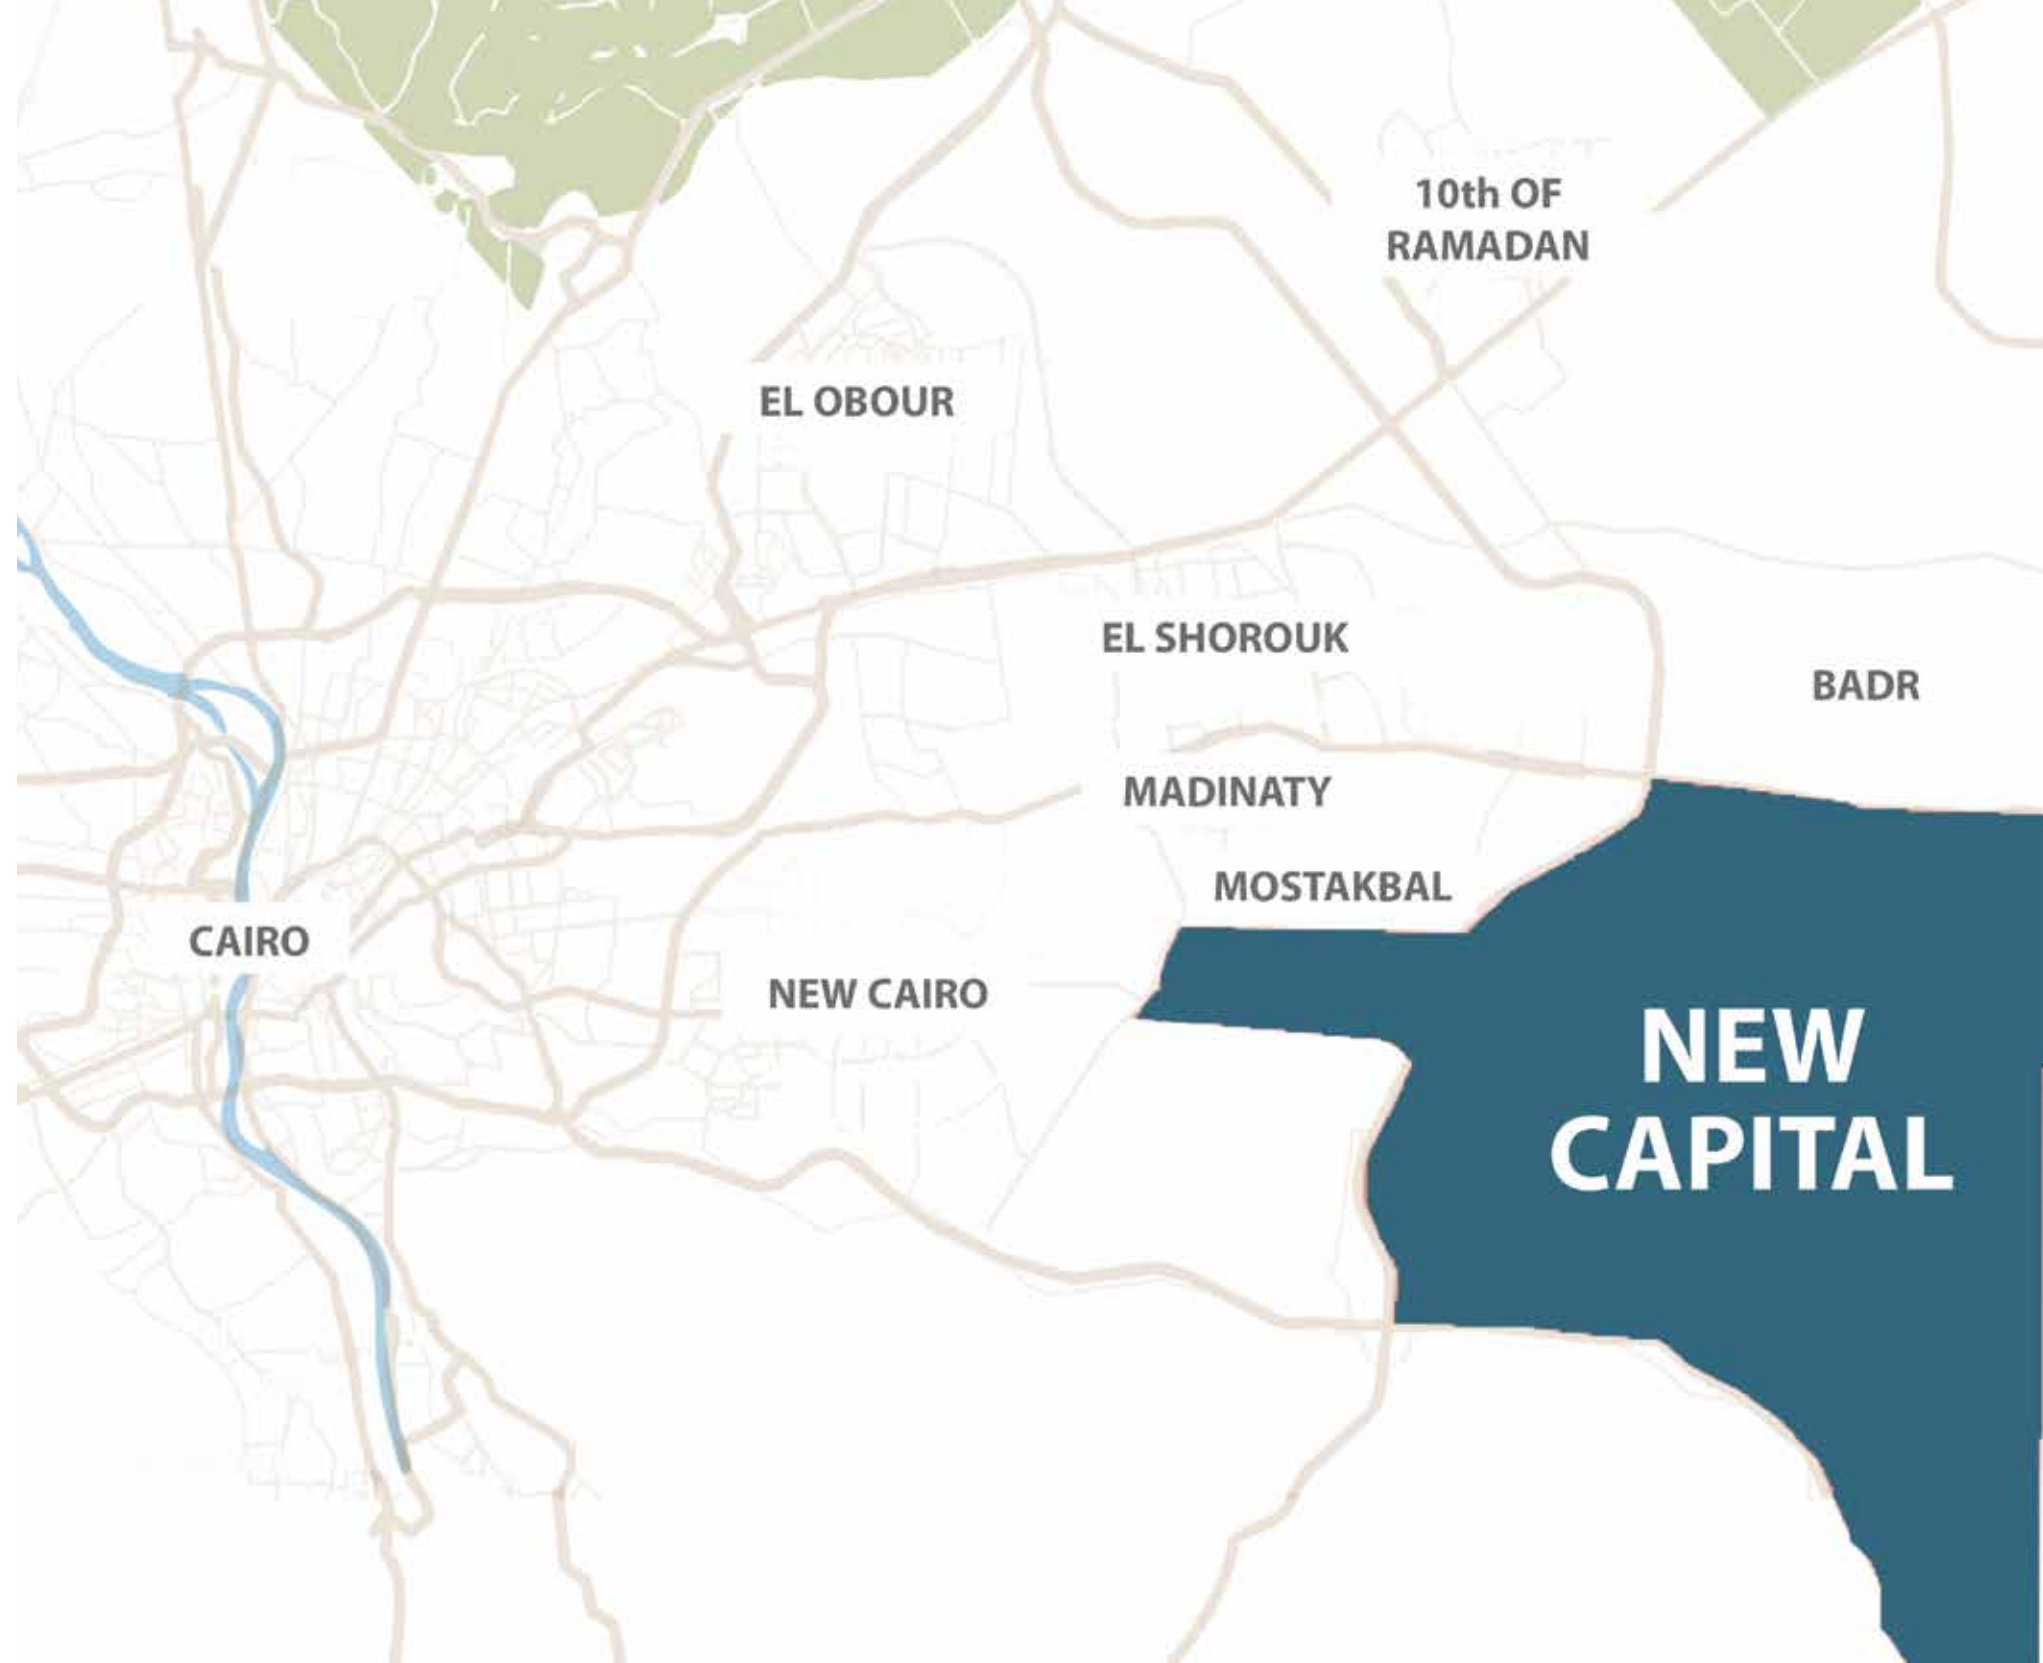 10th OF
RAMADAN
EL OBOUR
EL SHOROUK
BADR
MADINATY
MOSTAKBAL
CAIRO
NEW CAIRO
NEW
CAPITAL